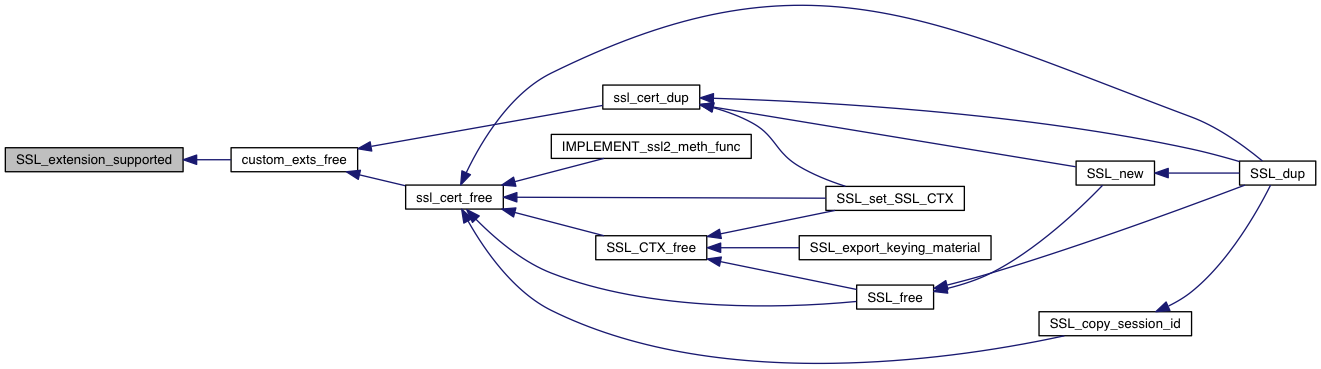 SSL_extension_supported
custom_exts_free
ssl_cert_dup
ssl_cert_free
IMPLEMENT_ssl2_meth_func
SSL_set_SSL_CTX
SSL_CTX_free
SSL_export_keying_material
SSL_free
SSL_new
SSL_dup
SSL_copy_session_id